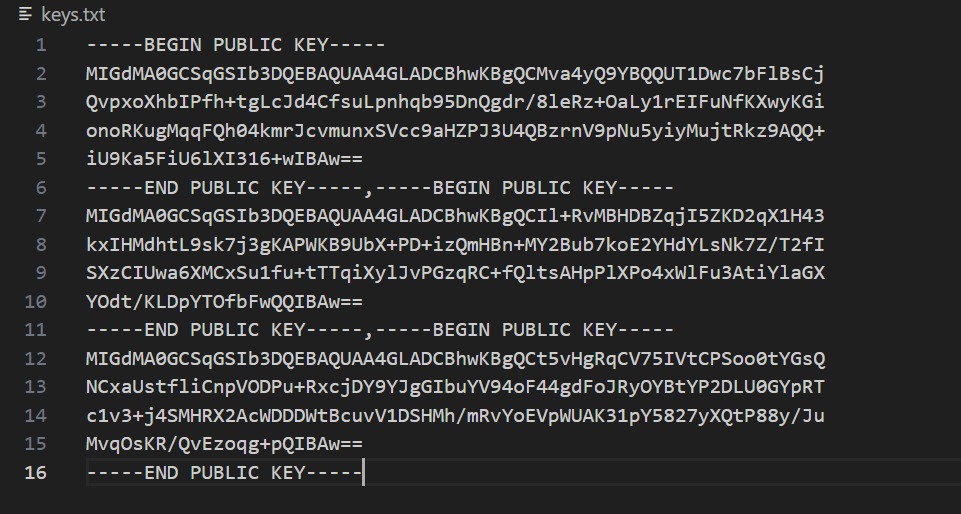 keys.txt
1 -----BEGIN PUBLIC KEY-----
2 MIGdMA0GCSqGSIb3DQEBAQUAA4GLADCBhwKBgQCMva4yQ9YBQQUT1Dwc7bFlBsCj
3 QvpxoXhbIPfh+tgLcJd4CfsuLpnhqb95DnQgdr/8leRz+OaLy1rEIFuNfKXwyKGi
4 onoRKugMqqFQh04kmrJcvmunxSVcc9aHZPJ3U4QBzrnV9pNu5yiyMujtRkz9AQQ+
5 iU9Ka5FiU6lXI316+wIBAw==
6 -----END PUBLIC KEY-----,-----BEGIN PUBLIC KEY-----
7 MIGdMA0GCSqGSIb3DQEBAQUAA4GLADCBhwKBgQCIl+RvMBHDBZqjI5ZKD2qX1H43
8 kxIHMdhtL9sk7j3gKAPWKB9UbX+PD+izQmHBn+MY2Bub7koE2YHdYLsNk7Z/T2fI
9 SXzCIUwa6XMCxSu1fu+tTTqiXylJvPGzqRC+fQltsAHpPlXPo4xWlFu3AtiYlaGX
10 YOdt/KLDpYTOfbFwQQIBAw==
11 -----END PUBLIC KEY-----,-----BEGIN PUBLIC KEY-----
12 MIGdMA0GCSqGSIb3DQEBAQUAA4GLADCBhwKBgQCt5vHgRqCV75IVtCPSoo0tYGsQ
13 NCxaUstfliCnpVODPu+RxcjDY9YJgGIbuYV94oF44gdFoJRyOYBtYP2DLU0GYpRT
14 c1v3+j4SMHRX2AcWDDDWtBcuvV1DSHMh/mRvYoEVpWUAK31pY5827yXQtP88y/Ju
15 MvqOsKR/QvEzoqg+pQIBAw==
16 -----END PUBLIC KEY-----